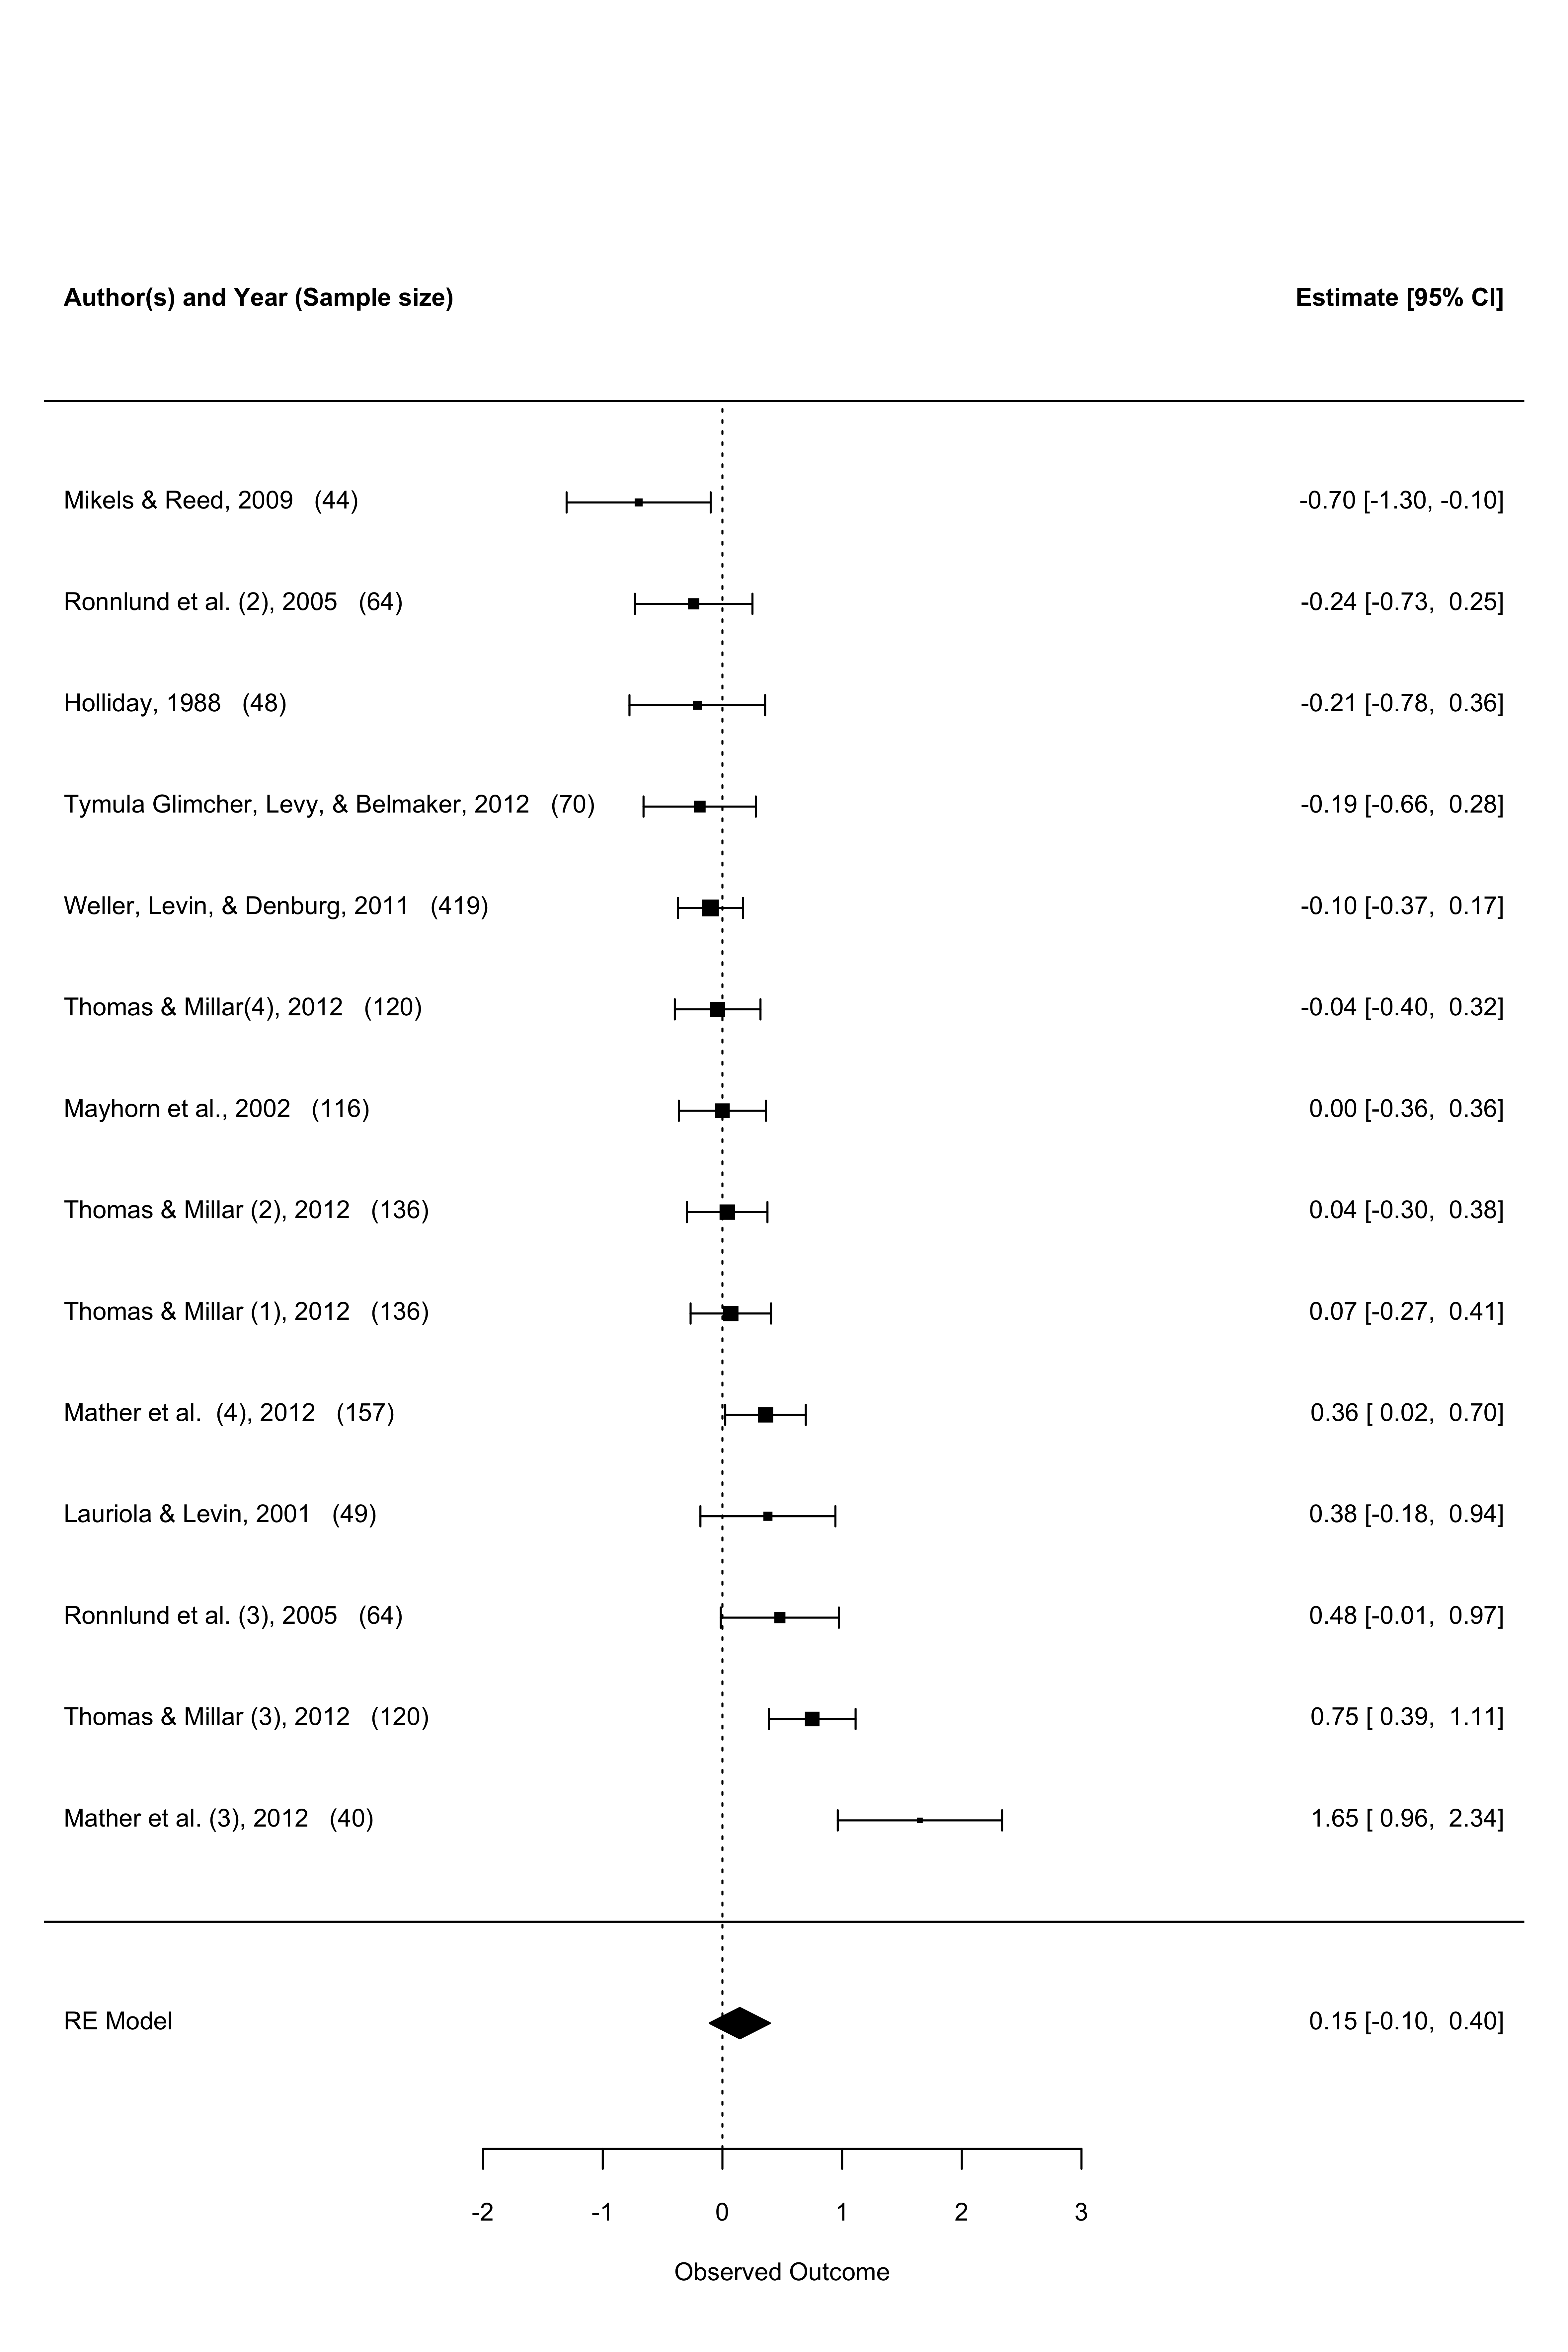 Author(s) and Year (Sample size) Estimate [95% CI]
Mikels & Reed, 2009 (44) -0.70 [-1.30, -0.10]
Ronnlund et al. (2), 2005 (64) -0.24 [-0.73, 0.25]
Holliday, 1988 (48) -0.21 [-0.78, 0.36]
Tymula Glimcher, Levy, & Belmaker, 2012 (70) -0.19 [-0.66, 0.28]
Weller, Levin, & Denburg, 2011 (419) -0.10 [-0.37, 0.17]
Thomas & Millar(4), 2012 (120) -0.04 [-0.40, 0.32]
Mayhorn et al., 2002 (116) 0.00 [-0.36, 0.36]
Thomas & Millar (2), 2012 (136) 0.04 [-0.30, 0.38]
Thomas & Millar (1), 2012 (136) 0.07 [-0.27, 0.41]
Mather et al. (4), 2012 (157) 0.36 [ 0.02, 0.70]
Lauriola & Levin, 2001 (49) 0.38 [-0.18, 0.94]
Ronnlund et al. (3), 2005 (64) 0.48 [-0.01, 0.97]
Thomas & Millar (3), 2012 (120) 0.75 [ 0.39, 1.11]
Mather et al. (3), 2012 (40) 1.65 [ 0.96, 2.34]
RE Model 0.15 [-0.10, 0.40]
-2 -1 0 1 2 3
Observed Outcome